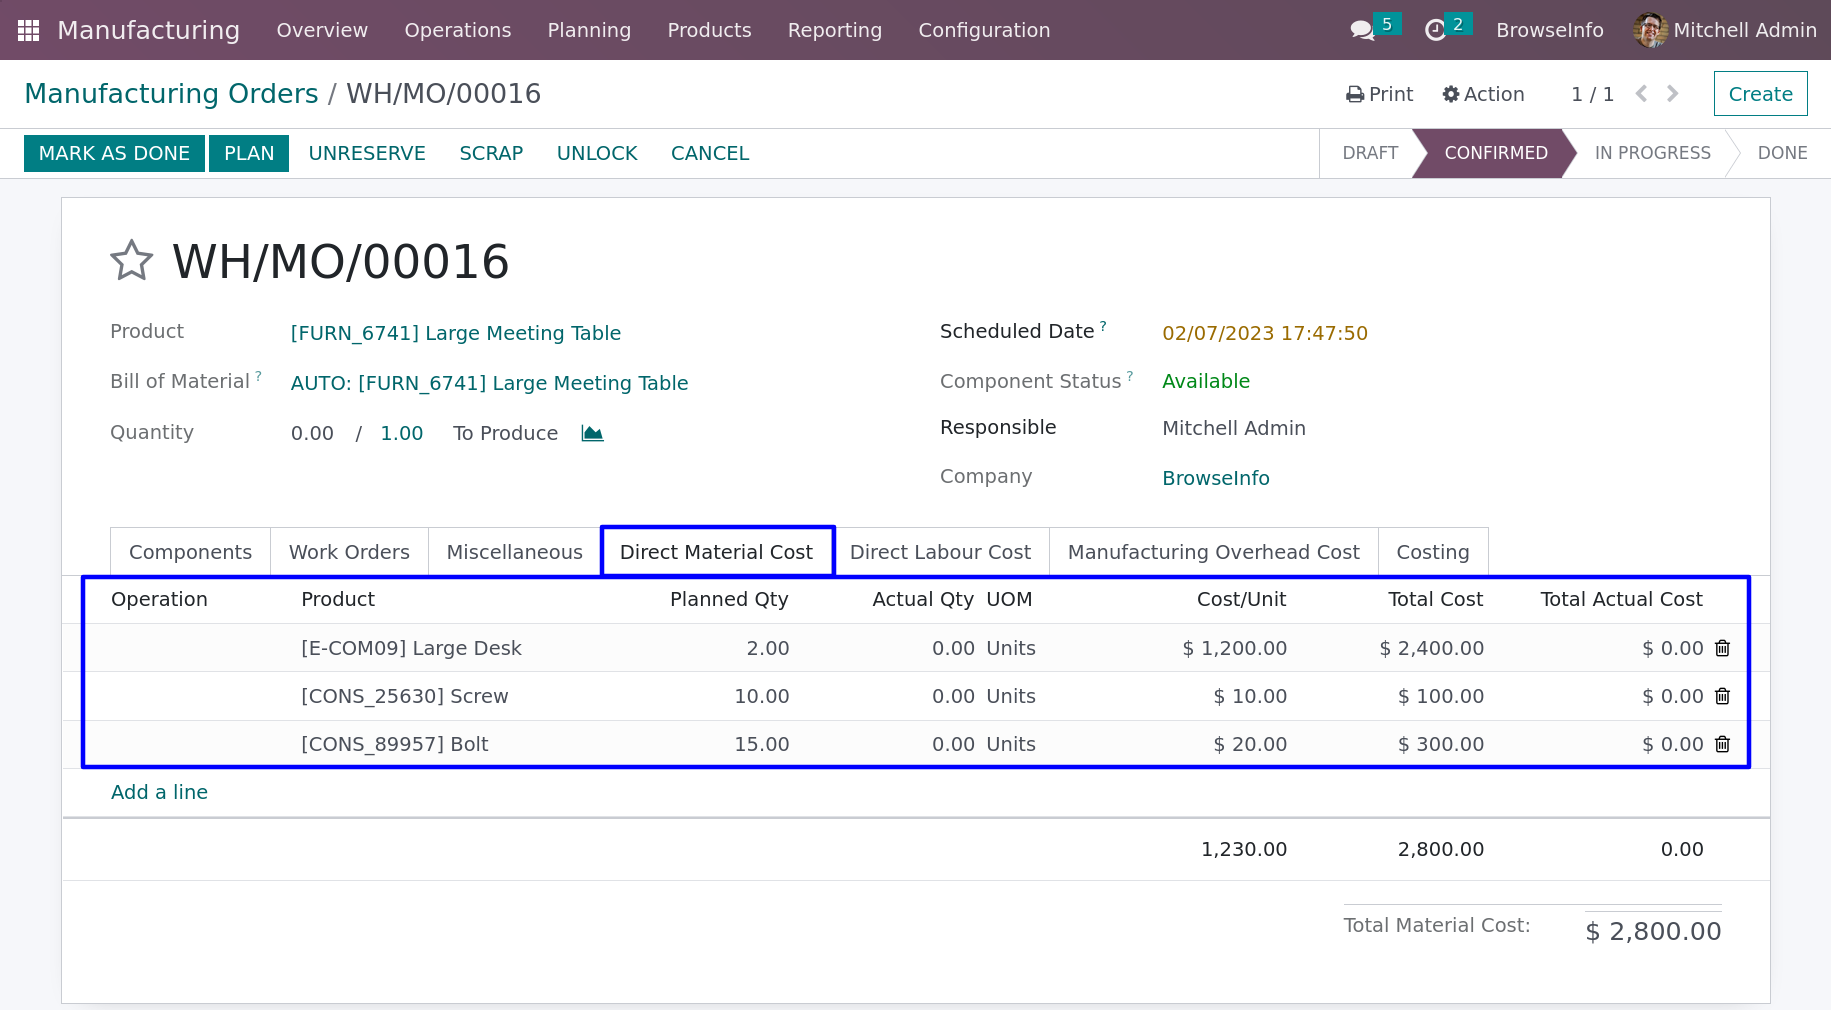 Manufacturing Overview Operations Planning Products Reporting Configuration 5 2 BrowseInfo Mitchell Admin
Manufacturing Orders / WH/MO/00016 Print Action 1 / 1 Create
MARK AS DONE PLAN UNRESERVE SCRAP UNLOCK CANCEL DRAFT CONFIRMED IN PROGRESS DONE
WH/MO/00016
Product [FURN_6741] Large Meeting Table Scheduled Date ? 02/07/2023 17:47:50
Bill of Material ? AUTO: [FURN_6741] Large Meeting Table Component Status ? Available
Quantity 0.00 / 1.00 To Produce Responsible Mitchell Admin
Company BrowseInfo
Components Work Orders Miscellaneous Direct Material Cost Direct Labour Cost Manufacturing Overhead Cost Costing
Operation Product Planned Qty Actual Qty UOM Cost/Unit Total Cost Total Actual Cost
[E-COM09] Large Desk 2.00 0.00 Units $ 1,200.00 $ 2,400.00 $ 0.00
[CONS_25630] Screw 10.00 0.00 Units $ 10.00 $ 100.00 $ 0.00
[CONS_89957] Bolt 15.00 0.00 Units $ 20.00 $ 300.00 $ 0.00
Add a line
1,230.00 2,800.00 0.00
Total Material Cost: $ 2,800.00